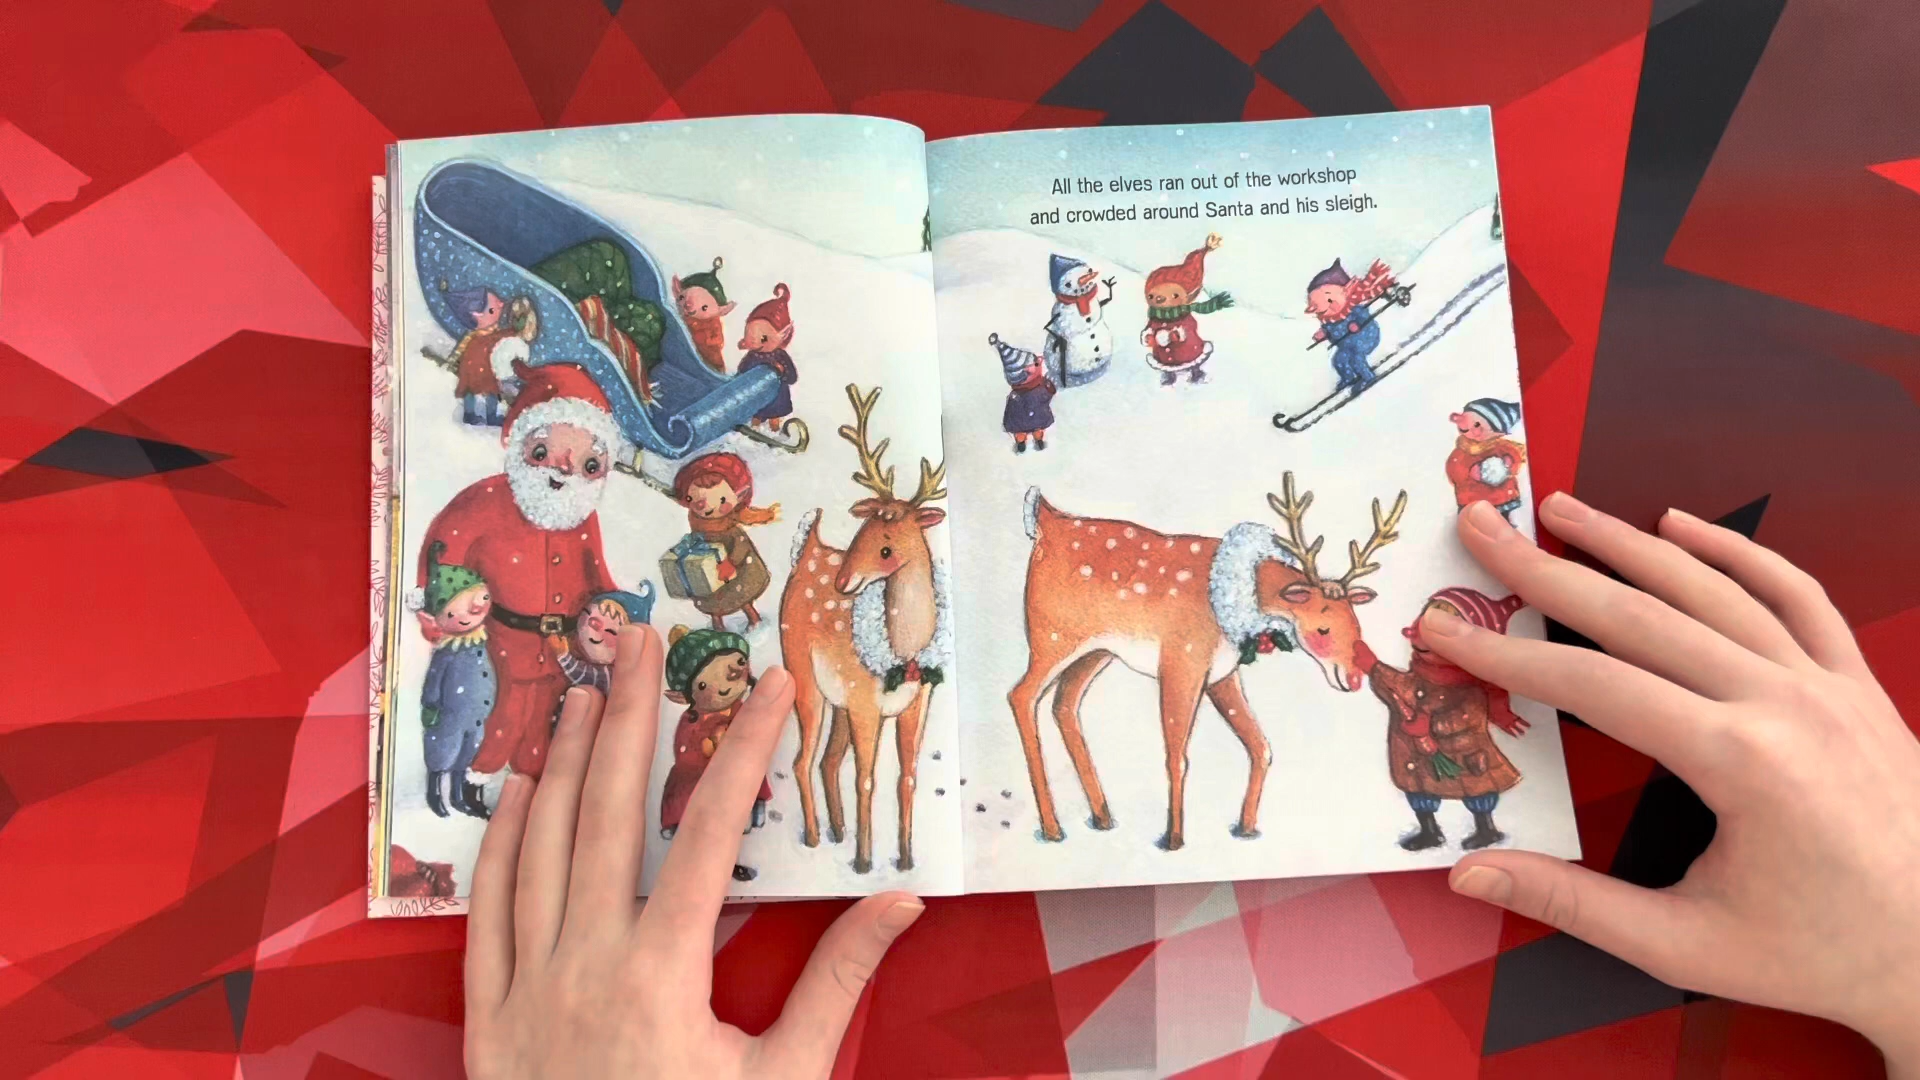 All the elves ran out of the workshop
and crowded around Santa and his sleigh.